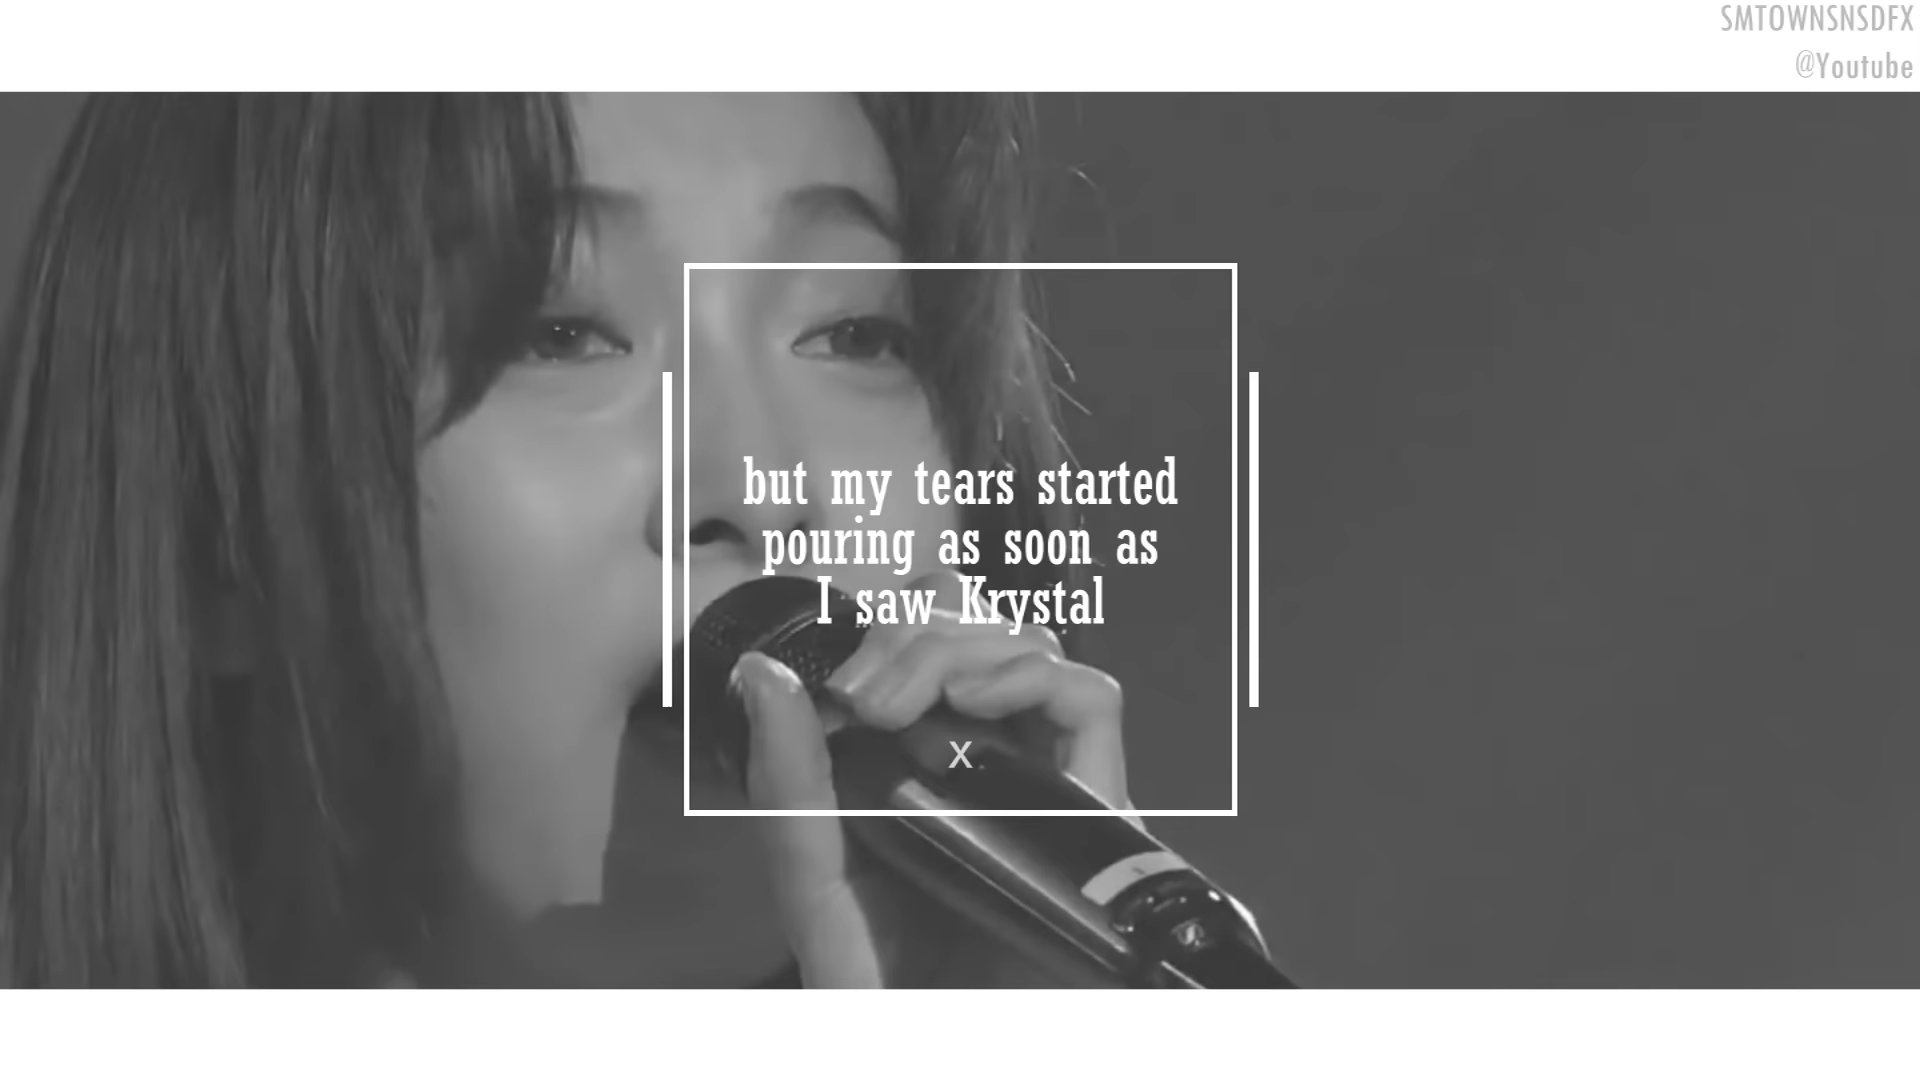 SMTOWNSNSDFX
@Youtube
but my tears started
pouring as soon as
I saw Krystal
x